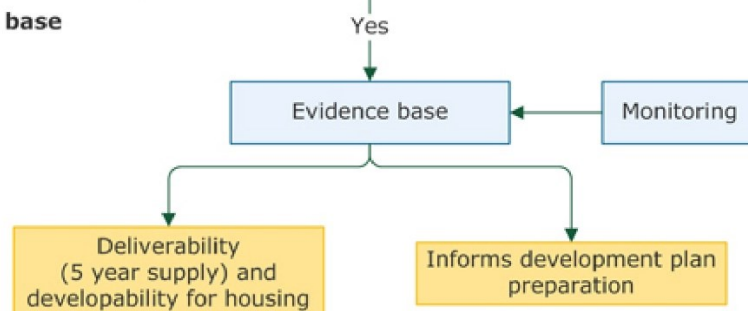 base
Yes
Evidence base
Monitoring
Deliverability
(5 year supply) and
developability for housing
Informs development plan
preparation